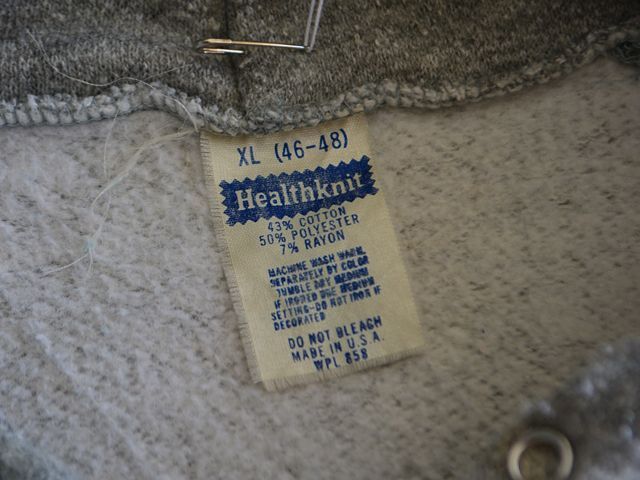 XL (46-48)
Healthknit
43% COTTON
50% POLYESTER
7% RAYON
MACHINE WASH WARM,
SEPARATELY BY COLOR
TUMBLE DRY MEDIUM
IF IRONED USE MEDIUM
SETTING-DO NOT IRON IF
DECORATED
DO NOT BLEACH
MADE IN U.S.A.
WPL 858